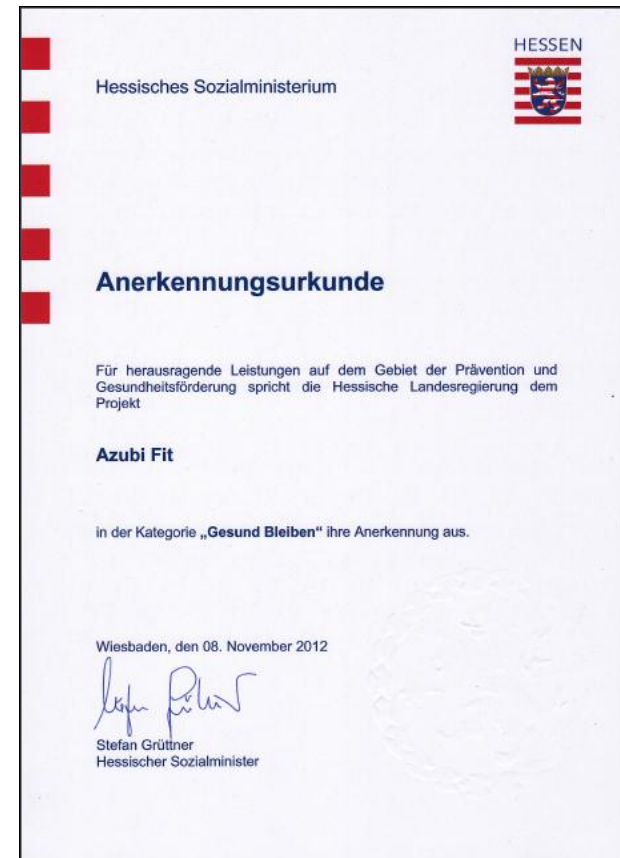 HESSEN
Hessisches Sozialministerium
Anerkennungsurkunde
Für herausragende Leistungen auf dem Gebiet der Prävention und
Gesundheitsförderung spricht die Hessische Landesregierung dem
Projekt
Azubi Fit
in der Kategorie „Gesund Bleiben“ ihre Anerkennung aus.
Wiesbaden, den 08. November 2012
Stefan Grüttner
Hessischer Sozialminister